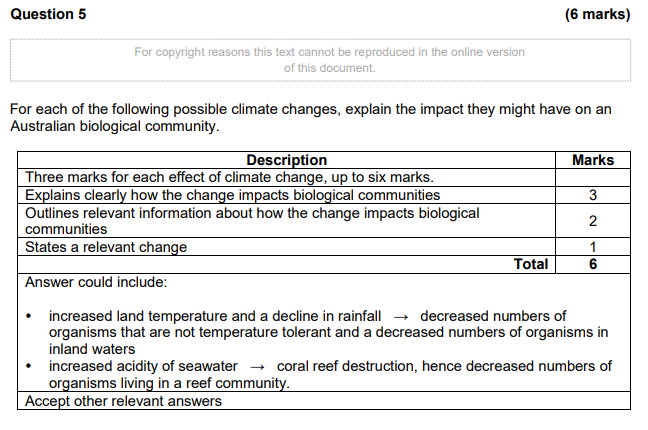 Question 5 (6 marks)
For copyright reasons this text cannot be reproduced in the online version
of this document.
For each of the following possible climate changes, explain the impact they might have on an
Australian biological community.
Description Marks
Three marks for each effect of climate change, up to six marks.
Explains clearly how the change impacts biological communities 3
Outlines relevant information about how the change impacts biological
communities 2
States a relevant change 1
Total 6
Answer could include:
• increased land temperature and a decline in rainfall → decreased numbers of
organisms that are not temperature tolerant and a decreased numbers of organisms in
inland waters
• increased acidity of seawater → coral reef destruction, hence decreased numbers of
organisms living in a reef community.
Accept other relevant answers